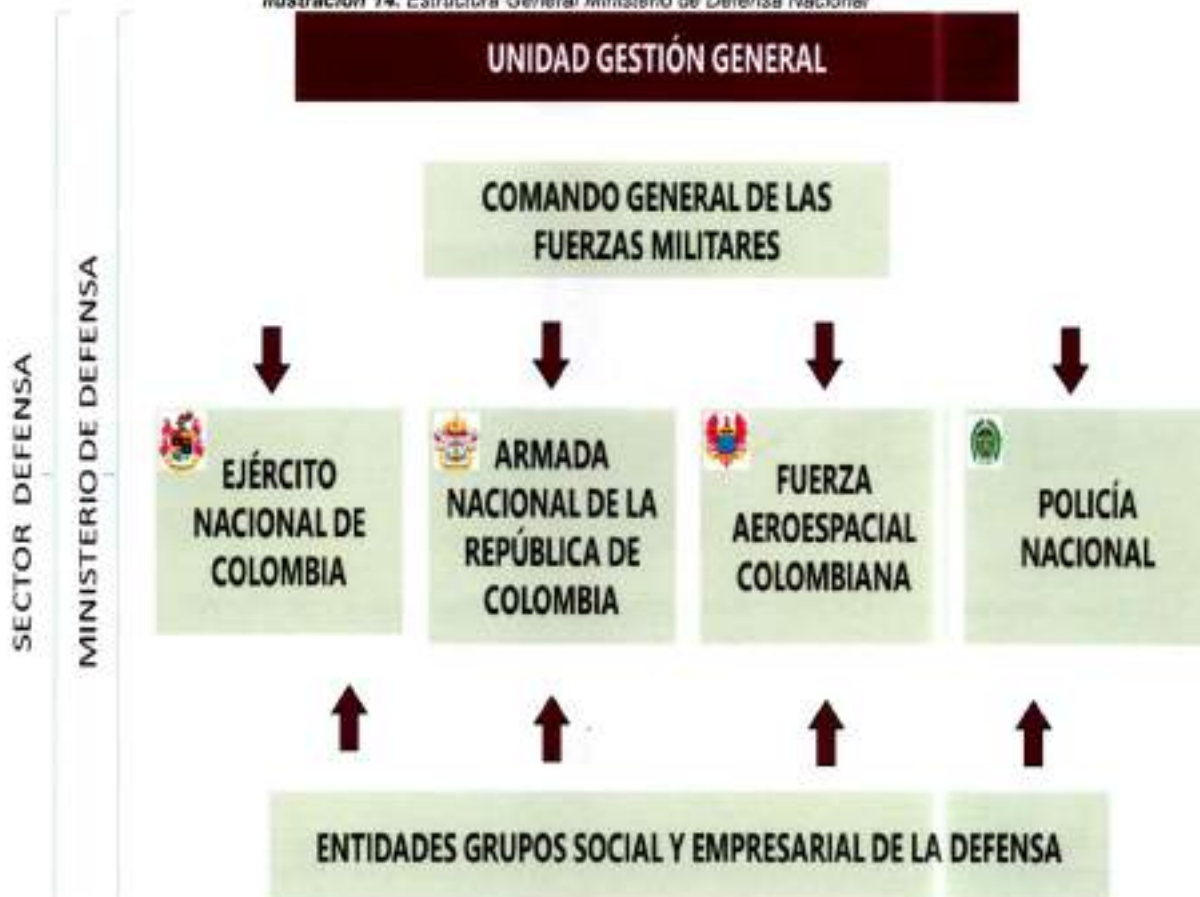 Ilustración 14. Estructura General Ministerio de Defensa Nacional
UNIDAD GESTIÓN GENERAL
COMANDO GENERAL DE LAS
FUERZAS MILITARES
SECTOR DEFENSA
MINISTERIO DE DEFENSA
EJÉRCITO
NACIONAL DE
COLOMBIA
ARMADA
NACIONAL DE LA
REPÚBLICA DE
COLOMBIA
FUERZA
AEROESPACIAL
COLOMBIANA
POLICÍA
NACIONAL
ENTIDADES GRUPOS SOCIAL Y EMPRESARIAL DE LA DEFENSA